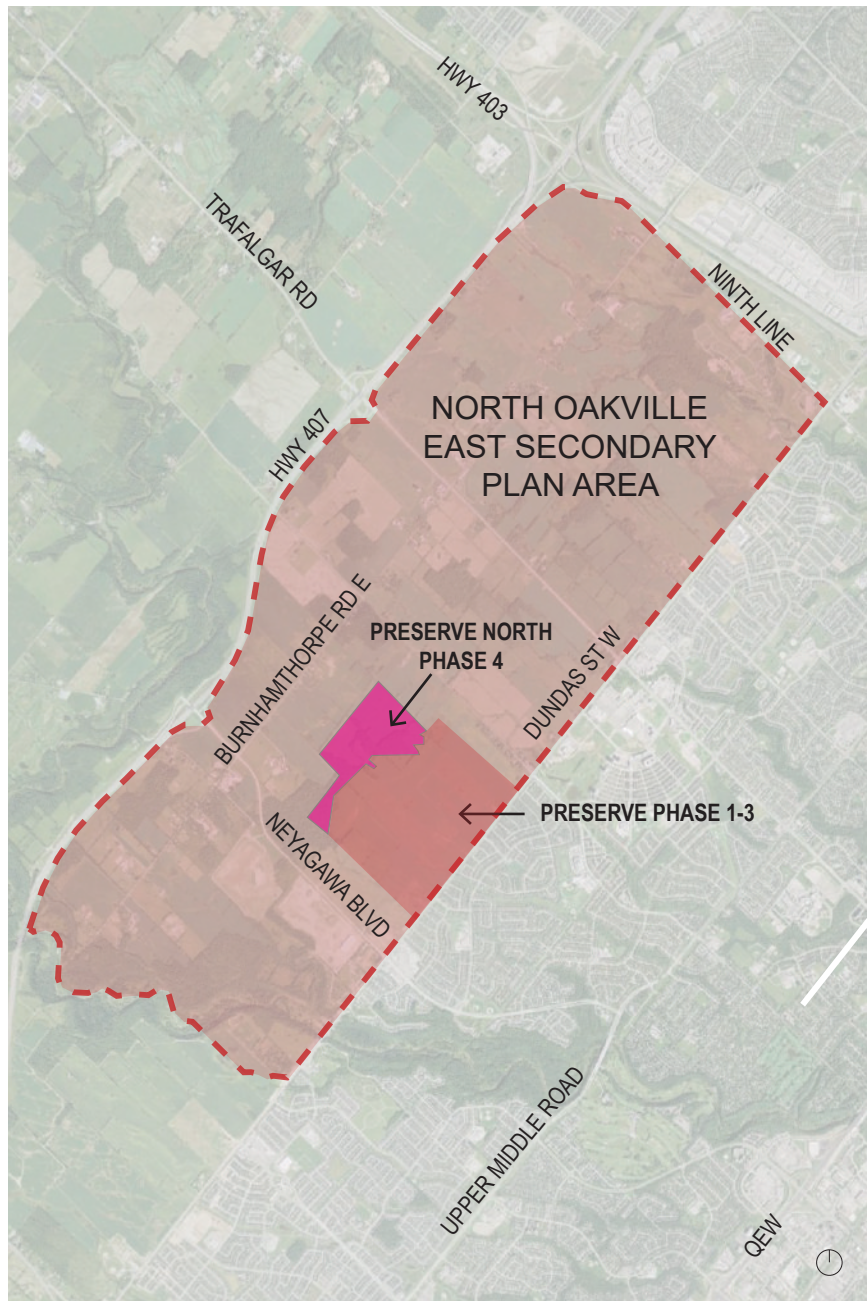 HWY 403
TRAFALGAR RD
NINTH LINE
NORTH OAKVILLE
EAST SECONDARY
PLAN AREA
HWY 407
BURNHAMTHORPE RD E
PRESERVE NORTH
PHASE 4
DUNDAS ST W
PRESERVE PHASE 1-3
NEYAGAWA BLVD
UPPER MIDDLE ROAD
QEW